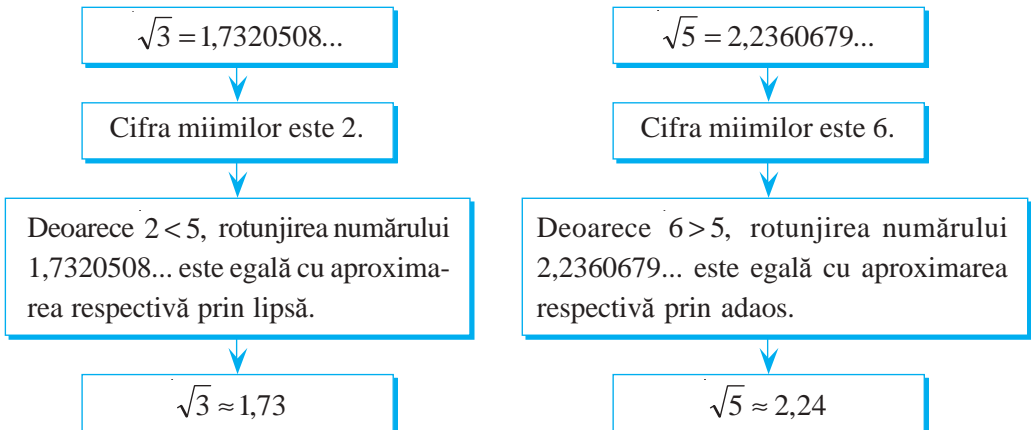 √3 = 1,7320508...
Cifra miimilor este 2.
Deoarece 2 < 5, rotunjirea numărului
1,7320508... este egală cu aproxima-
rea respectivă prin lipsă.
√3 ≈ 1,73
√5 = 2,2360679...
Cifra miimilor este 6.
Deoarece 6 > 5, rotunjirea numărului
2,2360679... este egală cu aproximarea
respectivă prin adaos.
√5 ≈ 2,24